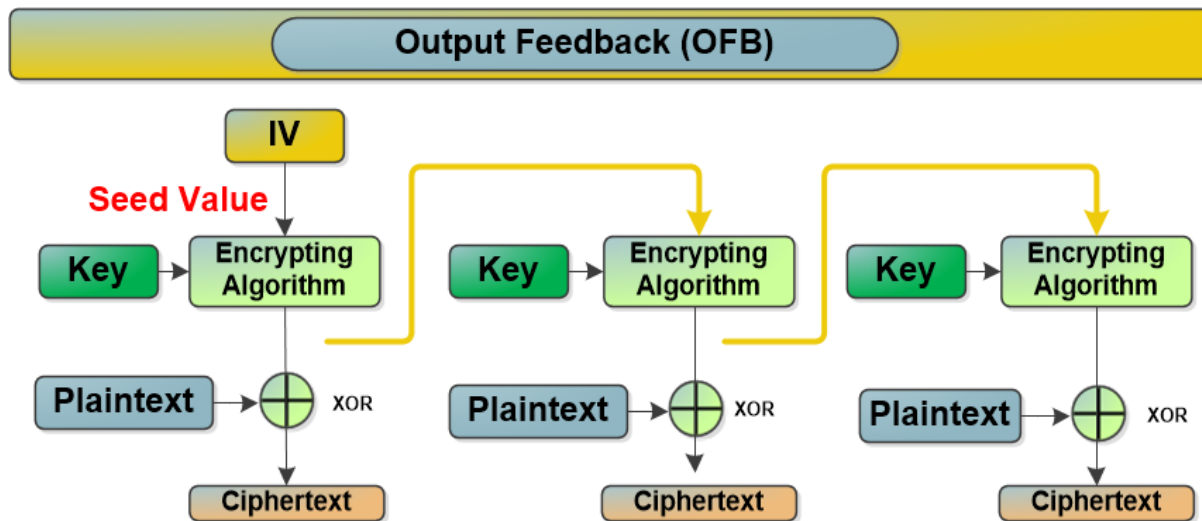 Output Feedback (OFB)
IV
Seed Value
Key
Encrypting
Algorithm
Key
Encrypting
Algorithm
Key
Encrypting
Algorithm
Plaintext
XOR
Plaintext
XOR
Plaintext
XOR
Ciphertext
Ciphertext
Ciphertext